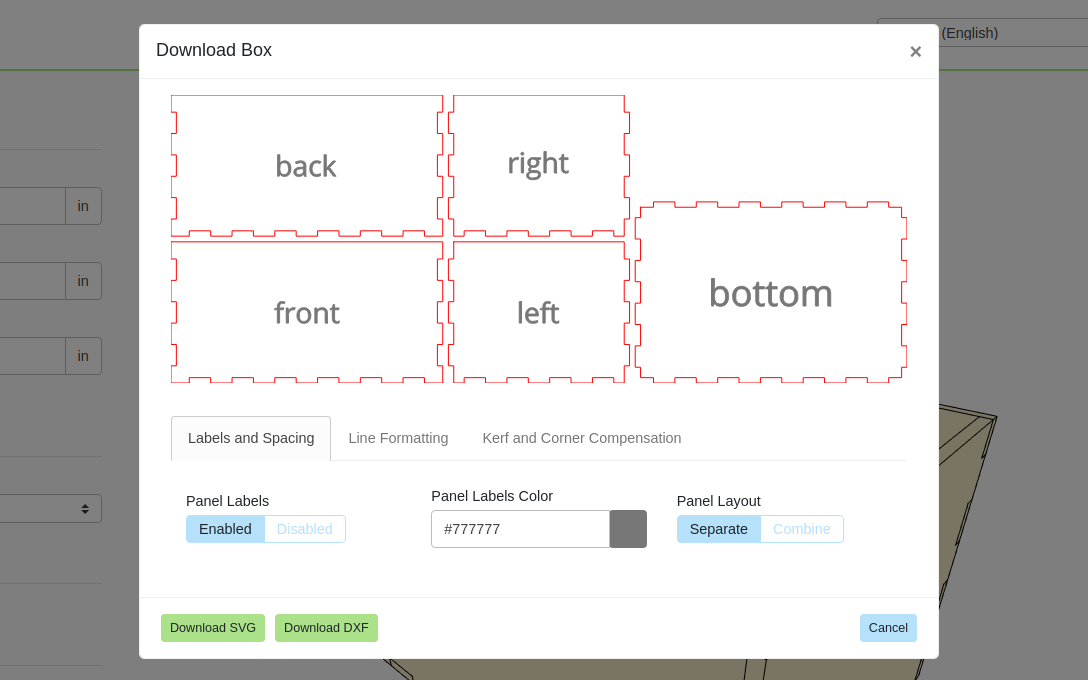 Download Box
×
(English)
back
right
front
left
bottom
in
in
in
Labels and Spacing
Line Formatting
Kerf and Corner Compensation
Panel Labels
Enabled
Disabled
Panel Labels Color
#777777
Panel Layout
Separate
Combine
Download SVG
Download DXF
Cancel